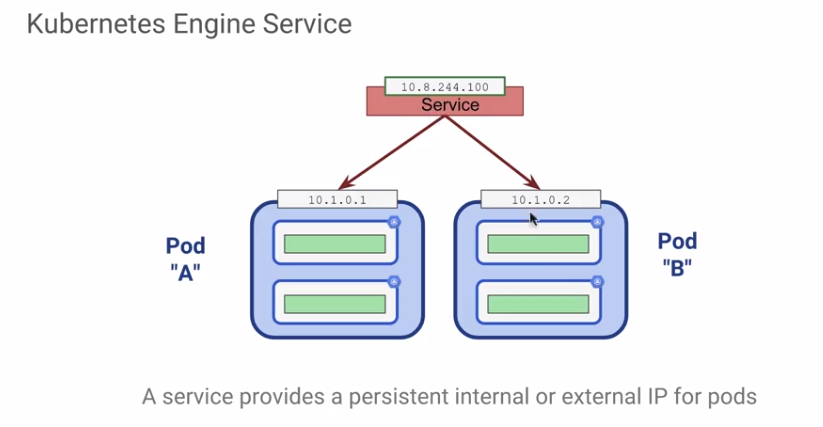 Kubernetes Engine Service
10.8.244.100
Service
10.1.0.1
10.1.0.2
Pod
"A"
Pod
"B"
A service provides a persistent internal or external IP for pods